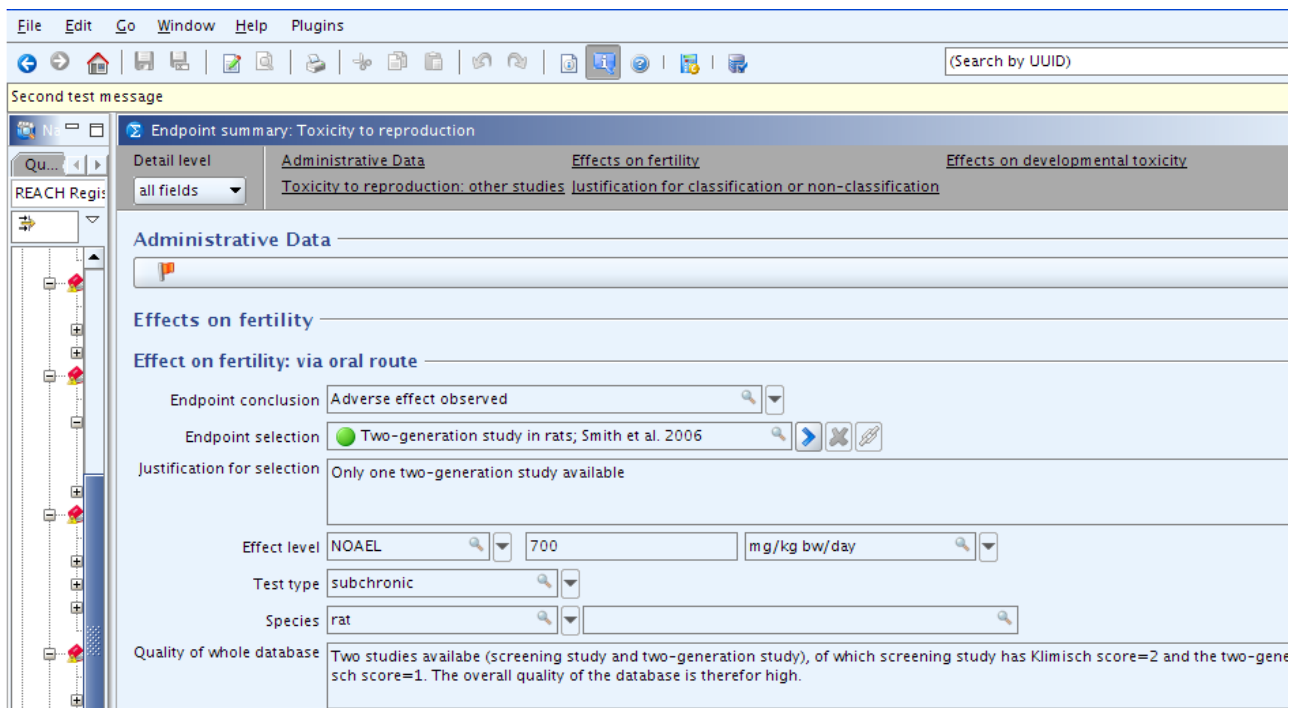 File Edit Go Window Help Plugins
(Search by UUID)
Second test message
Na
Endpoint summary: Toxicity to reproduction
Qu...
Detail level
Administrative Data
Effects on fertility
Effects on developmental toxicity
REACH Regis
all fields
Toxicity to reproduction: other studies
Justification for classification or non-classification
Administrative Data
Effects on fertility
Effect on fertility: via oral route
Endpoint conclusion Adverse effect observed
Endpoint selection Two-generation study in rats; Smith et al. 2006
Justification for selection Only one two-generation study available
Effect level NOAEL 700 mg/kg bw/day
Test type subchronic
Species rat
Quality of whole database Two studies availabe (screening study and two-generation study), of which screening study has Klimisch score=2 and the two-gene
sch score=1. The overall quality of the database is therefor high.